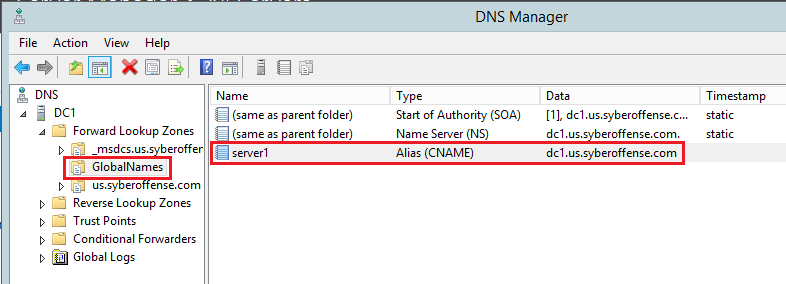 DNS Manager
File Action View Help
DNS
DC1
Forward Lookup Zones
_msdcs.us.syberoffen
GlobalNames
us.syberoffense.com
Reverse Lookup Zones
Trust Points
Conditional Forwarders
Global Logs
Name Type Data Timestamp
(same as parent folder) Start of Authority (SOA) [1], dc1.us.syberoffense.c... static
(same as parent folder) Name Server (NS) dc1.us.syberoffense.com. static
server1 Alias (CNAME) dc1.us.syberoffense.com